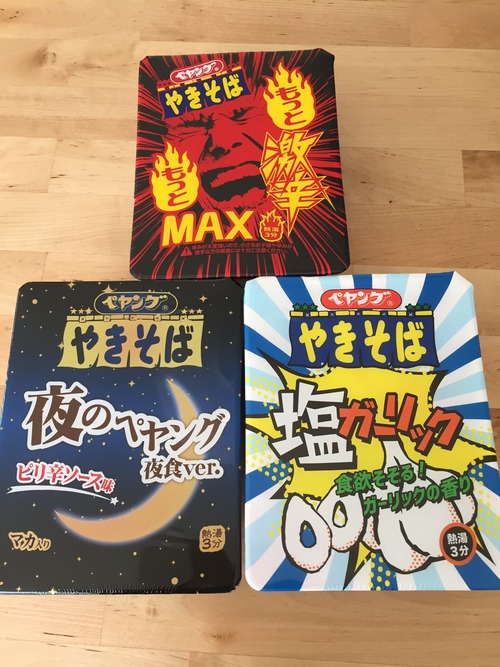 ペヤング
やきそば
もっと
もっと
激辛
MAX
熱湯
3分
ペヤング
やきそば
夜のペヤング
夜食ver.
ピリ辛ソース味
マカ入り
熱湯
3分
ペヤング
やきそば
塩ガーリック
食欲そそる!
ガーリックの香り
熱湯
3分